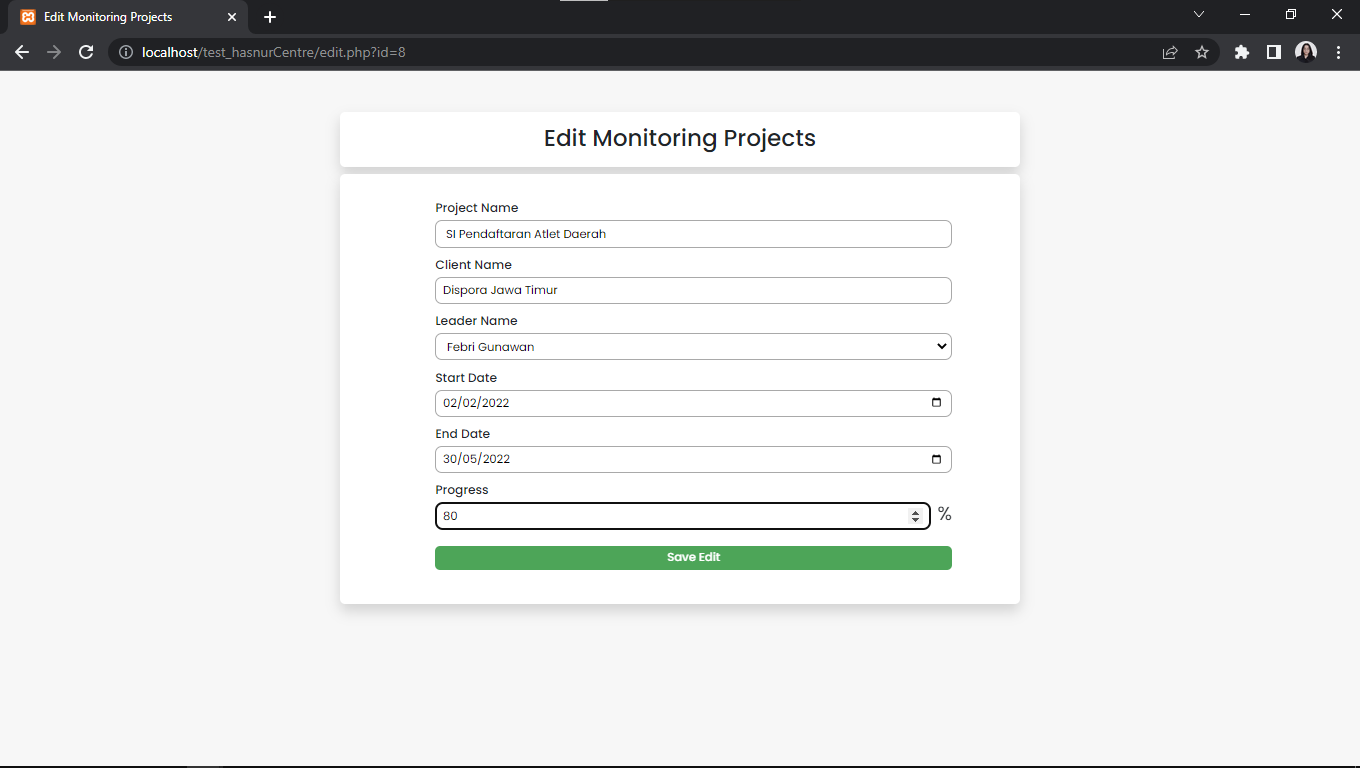 Edit Monitoring Projects
localhost/test_hasnurCentre/edit.php?id=8
Edit Monitoring Projects
Project Name
SI Pendaftaran Atlet Daerah
Client Name
Dispora Jawa Timur
Leader Name
Febri Gunawan
Start Date
02/02/2022
End Date
30/05/2022
Progress
80 %
Save Edit